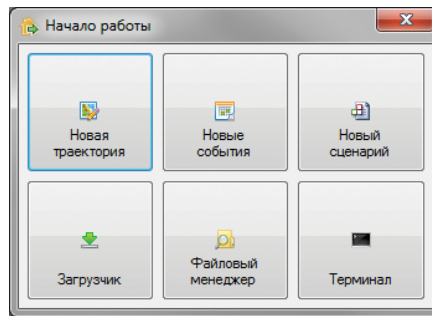 Начало работы
Новая
траектория
Новые
события
Новый
сценарий
Загрузчик
Файловый
менеджер
Терминал